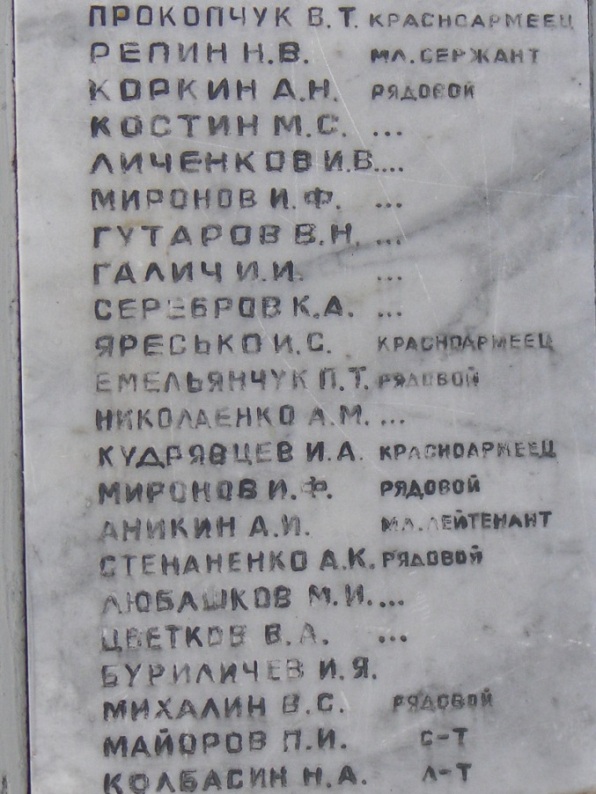 ПРОКОПЧУК В.Т. КРАСНОАРМЕЕЦ
РЕПИН Н.В. МЛ.СЕРЖАНТ
КОРКИН А.Н. РЯДОВОЙ
КОСТИН М.С. ...
ЛИЧЕНКОВ И.В....
МИРОНОВ И.Ф. ...
ГУТАРОВ В.Н. ...
ГАЛИЧ И.И. ...
СЕРЕБРОВ К.А. ...
ЯРЕСЬКО И.С. КРАСНОАРМЕЕЦ
ЕМЕЛЬЯНЧУК П.Т. РЯДОВОЙ
НИКОЛАЕНКО А.М. ...
КУДРЯВЦЕВ И.А. КРАСНОАРМЕЕЦ
МИРОНОВ И.Ф. РЯДОВОЙ
АНИКИН А.И. МЛ.ЛЕЙТЕНАНТ
СТЕНАНЕНКО А.К. РЯДОВОЙ
ЛЮБАШКОВ М.И....
ЦВЕТКОВ В.А. ...
БУРИЛИЧЕВ И.Я.
МИХАЛИН В.С. РЯДОВОЙ
МАЙОРОВ П.И. С-Т
КОЛБАСИН Н.А. Л-Т